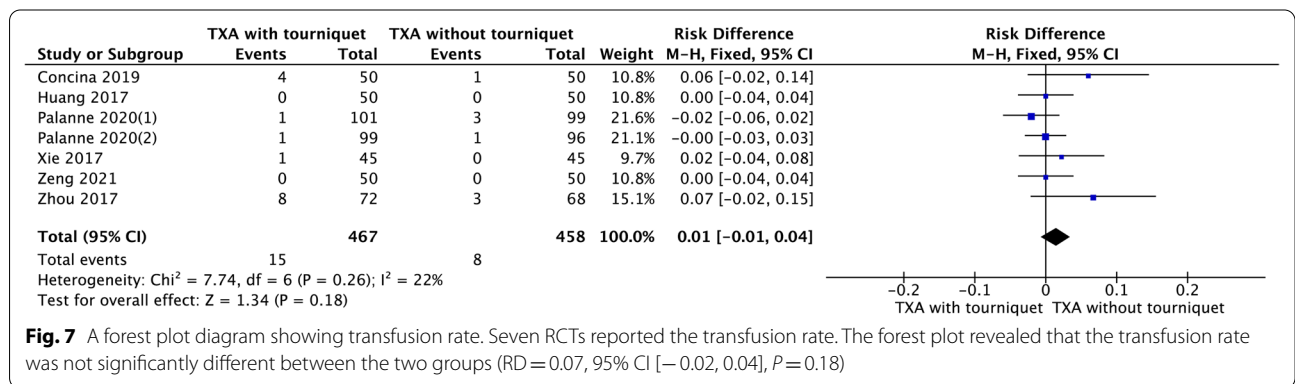 TXA with tourniquet TXA without tourniquet Risk Difference Risk Difference
Study or Subgroup Events Total Events Total Weight M-H, Fixed, 95% CI M-H, Fixed, 95% CI
Concina 2019 4 50 1 50 10.8% 0.06 [-0.02, 0.14]
Huang 2017 0 50 0 50 10.8% 0.00 [-0.04, 0.04]
Palanne 2020(1) 1 101 3 99 21.6% -0.02 [-0.06, 0.02]
Palanne 2020(2) 1 99 1 96 21.1% -0.00 [-0.03, 0.03]
Xie 2017 1 45 0 45 9.7% 0.02 [-0.04, 0.08]
Zeng 2021 0 50 0 50 10.8% 0.00 [-0.04, 0.04]
Zhou 2017 8 72 3 68 15.1% 0.07 [-0.02, 0.15]
Total (95% CI) 467 458 100.0% 0.01 [-0.01, 0.04]
Total events 15 8
Heterogeneity: Chi² = 7.74, df = 6 (P = 0.26); I² = 22%
Test for overall effect: Z = 1.34 (P = 0.18)
-0.2 -0.1 0 0.1 0.2
TXA with tourniquet TXA without tourniquet
Fig. 7 A forest plot diagram showing transfusion rate. Seven RCTs reported the transfusion rate. The forest plot revealed that the transfusion rate
was not significantly different between the two groups (RD = 0.07, 95% CI [− 0.02, 0.04], P = 0.18)